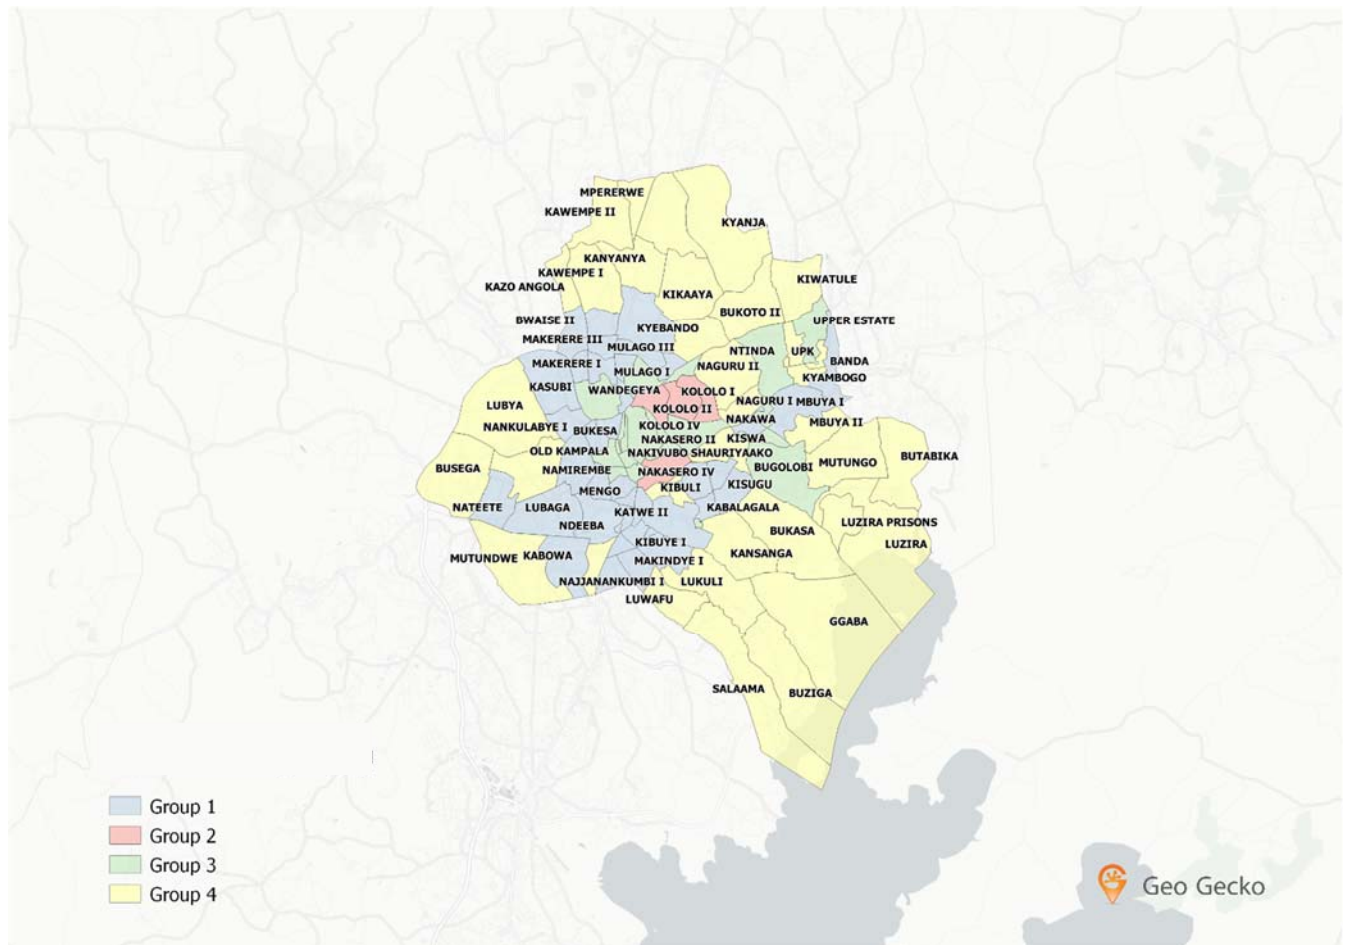 MPERERWE
KAWEMPE II
KYANJA
KANYANYA
KAWEMPE I
KIWATULE
KAZO ANGOLA
KIKAAYA
BUKOTO II
BWAISE II
UPPER ESTATE
KYEBANDO
MAKERERE III
MULAGO III
NTINDA
UPK
BANDA
MAKERERE I
NAGURU II
MULAGO I
KYAMBOGO
KASUBI
WANDEGEYA
KOLOLO I
NAGURU I
MBUYA I
LUBYA
KOLOLO II
NAKAWA
MBUYA II
NANKULABYE I
BUKESA
KOLOLO IV
NAKASERO II
KISWA
OLD KAMPALA
NAKIVUBO SHAURIYAAKO
BUTABIKA
MUTUNGO
BUSEGA
NAMIREMBE
NAKASERO IV
BUGOLOBI
KISUGU
KIBULI
MENGO
NATEETE
LUBAGA
KATWE II
KABALAGALA
NDEEBA
LUZIRA PRISONS
BUKASA
KIBUYE I
LUZIRA
MUTUNDWE
KABOWA
KANSANGA
MAKINDYE I
NAJJANANKUMBI I
LUKULI
LUWAFU
GGABA
SALAAMA
BUZIGA
Group 1
Group 2
Group 3
Group 4
Geo Gecko